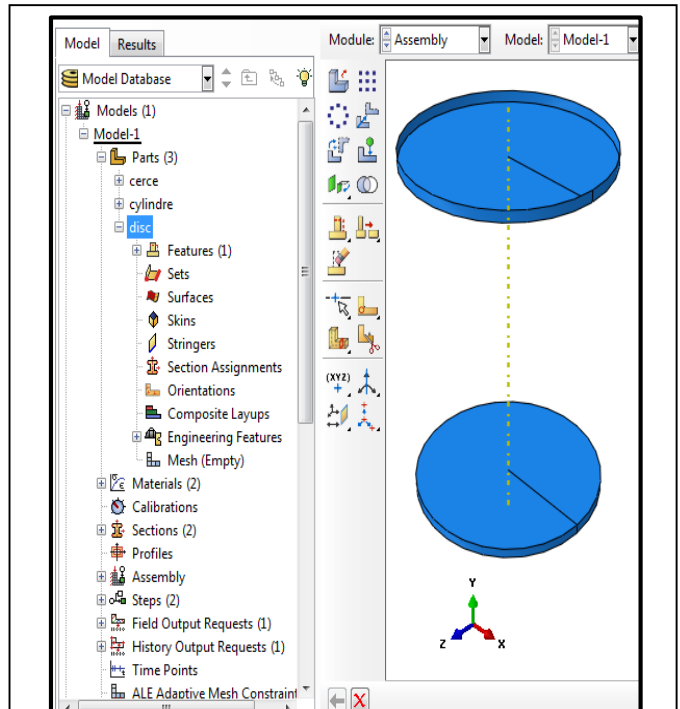 Model Results
Module: Assembly Model: Model-1
Model Database
Models (1)
Model-1
Parts (3)
cerce
cylindre
disc
Features (1)
Sets
Surfaces
Skins
Stringers
Section Assignments
Orientations
Composite Layups
Engineering Features
Mesh (Empty)
Materials (2)
Calibrations
Sections (2)
Profiles
Assembly
Steps (2)
Field Output Requests (1)
History Output Requests (1)
Time Points
ALE Adaptive Mesh Constraint
(XYZ)
Y
Z X